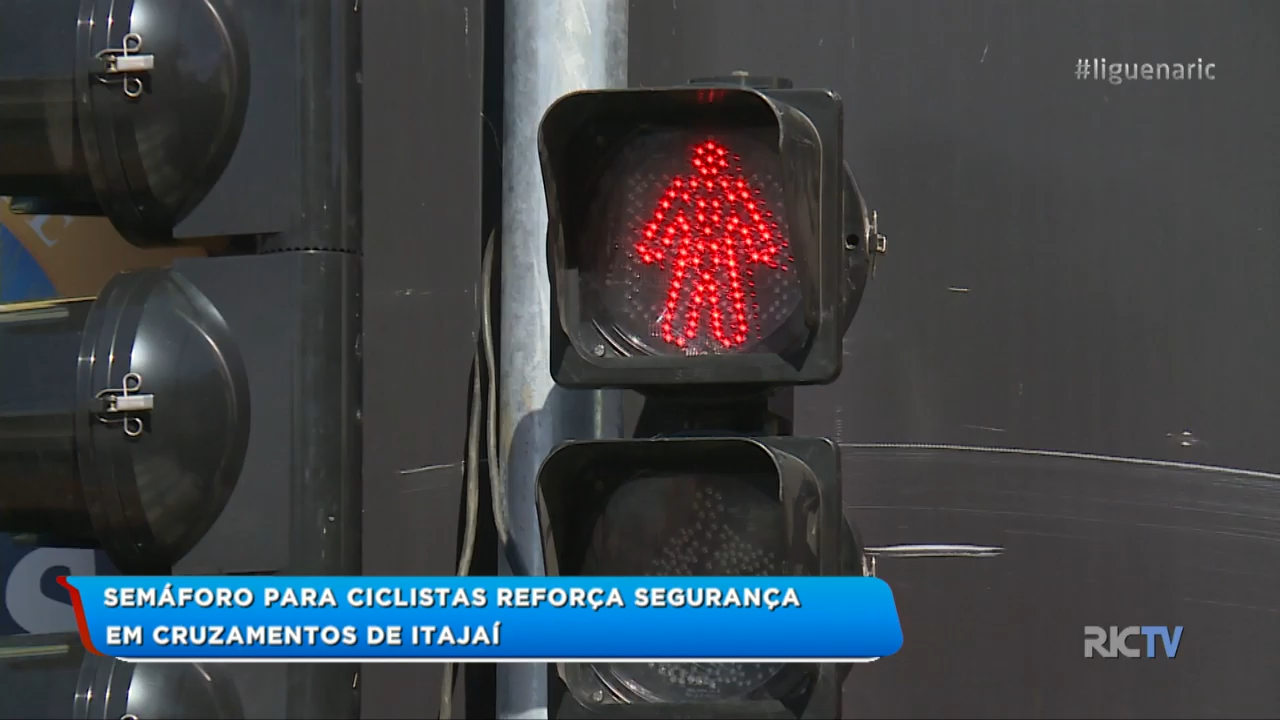 #liguenaric
SEMÁFORO PARA CICLISTAS REFORÇA SEGURANÇA
EM CRUZAMENTOS DE ITAJAÍ
RICTV